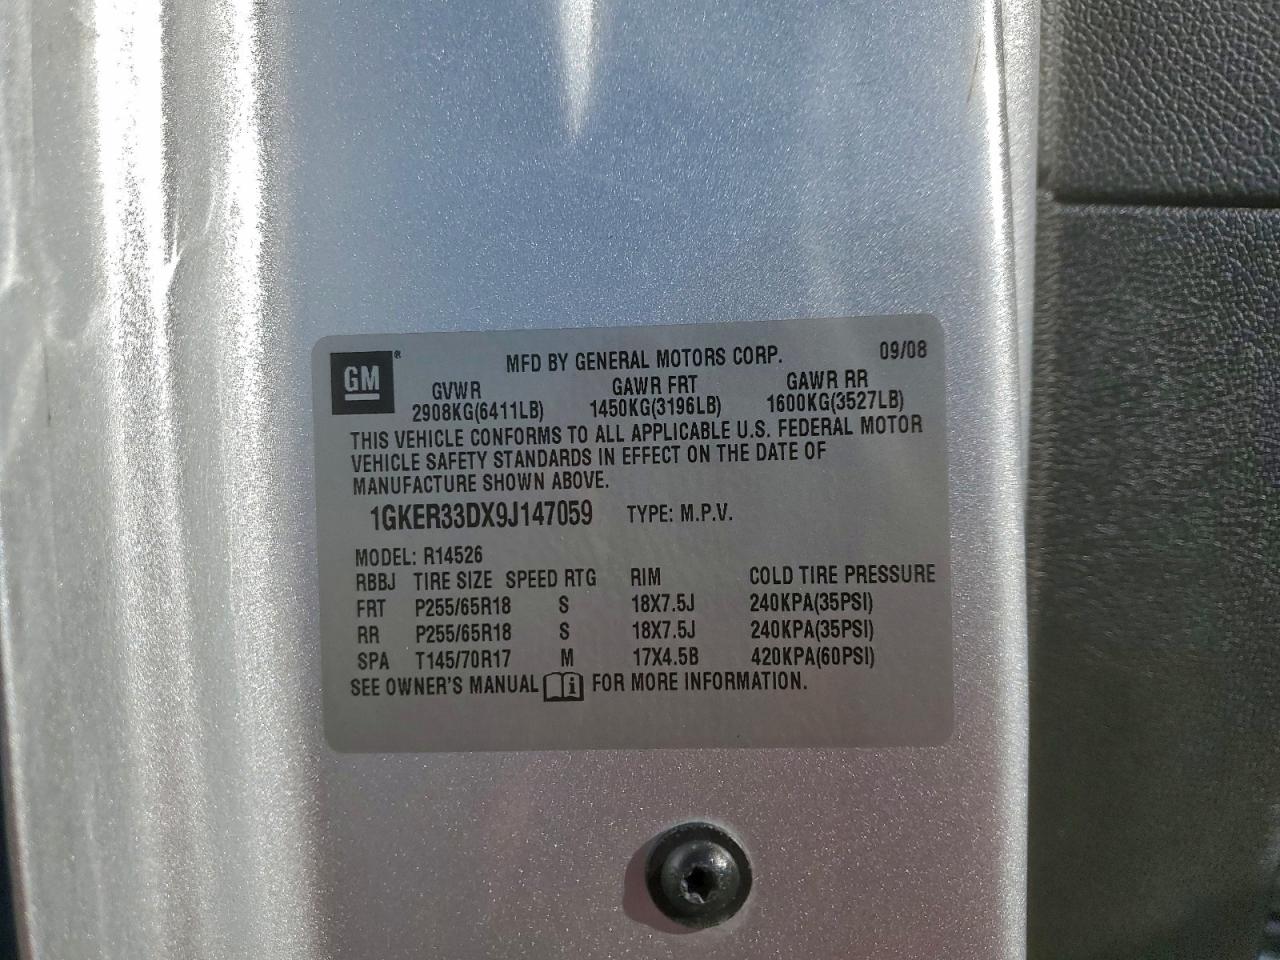 GM® MFD BY GENERAL MOTORS CORP. 09/08
GVWR GAWR FRT GAWR RR
2908KG(6411LB) 1450KG(3196LB) 1600KG(3527LB)
THIS VEHICLE CONFORMS TO ALL APPLICABLE U.S. FEDERAL MOTOR
VEHICLE SAFETY STANDARDS IN EFFECT ON THE DATE OF
MANUFACTURE SHOWN ABOVE.
1GKER33DX9J147059 TYPE: M.P.V.
MODEL: R14526
RBBJ TIRE SIZE SPEED RTG RIM COLD TIRE PRESSURE
FRT P255/65R18 S 18X7.5J 240KPA(35PSI)
RR P255/65R18 S 18X7.5J 240KPA(35PSI)
SPA T145/70R17 M 17X4.5B 420KPA(60PSI)
SEE OWNER'S MANUAL i FOR MORE INFORMATION.